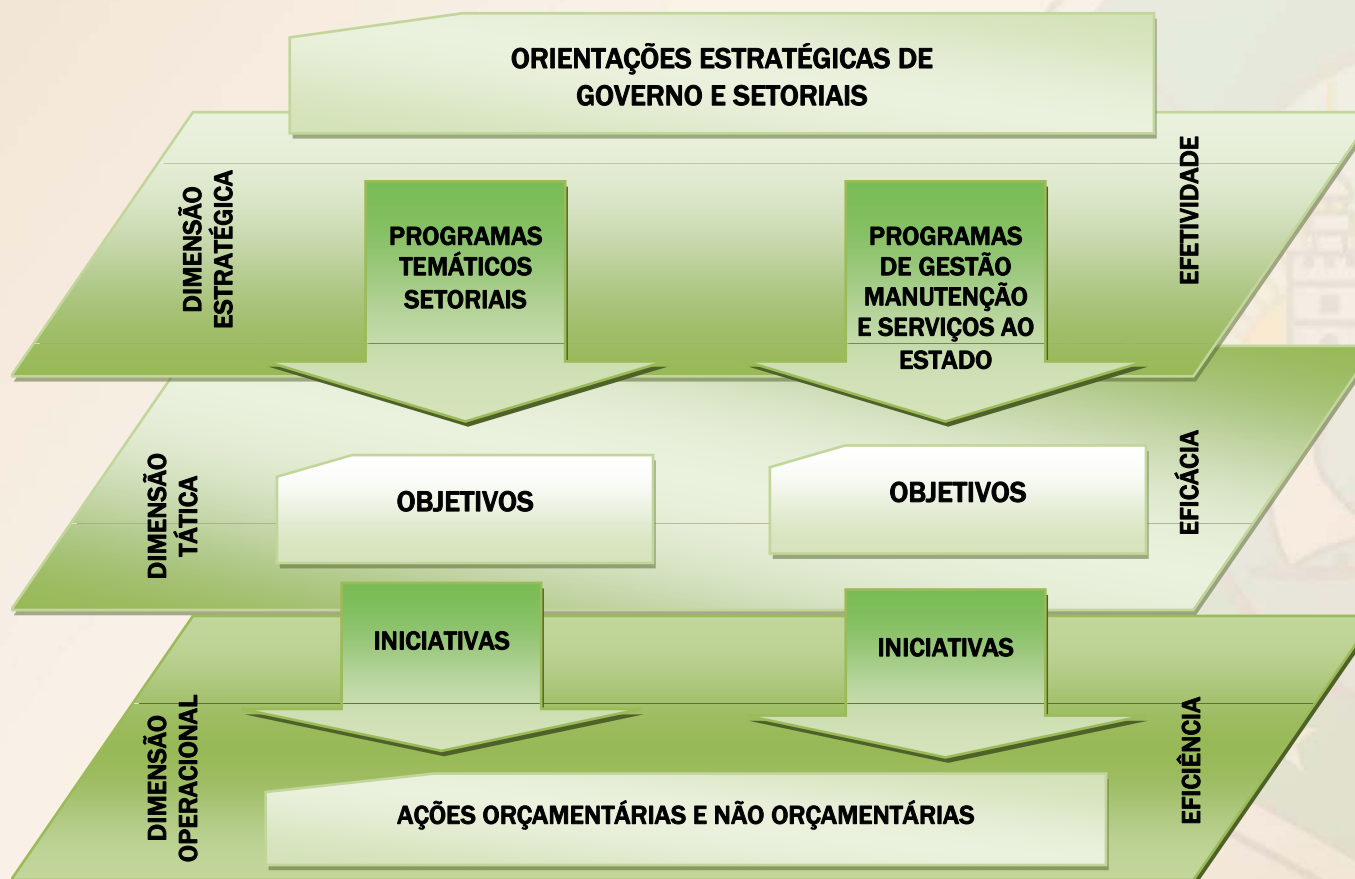 ORIENTAÇÕES ESTRATÉGICAS DE
GOVERNO E SETORIAIS
DIMENSÃO
ESTRATÉGICA
PROGRAMAS
TEMÁTICOS
SETORIAIS
PROGRAMAS
DE GESTÃO
MANUTENÇÃO
E SERVIÇOS AO
ESTADO
EFETIVIDADE
DIMENSÃO
TÁTICA
OBJETIVOS
OBJETIVOS
EFICÁCIA
INICIATIVAS
INICIATIVAS
DIMENSÃO
OPERACIONAL
AÇÕES ORÇAMENTÁRIAS E NÃO ORÇAMENTÁRIAS
EFICIÊNCIA